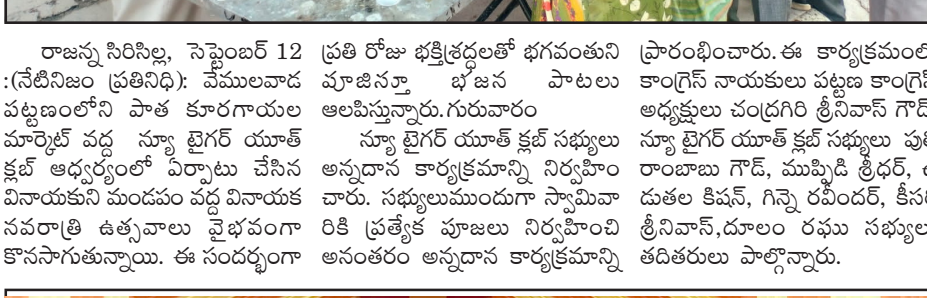 రాజన్న సిరిసిల్ల, సెప్టెంబర్ 12
:(నేటినిజం ప్రతినిధి): వేములవాడ
పట్టణంలోని పాత కూరగాయల
మార్కెట్ వద్ద న్యూ టైగర్ యూత్
క్లబ్ ఆధ్వర్యంలో ఏర్పాటు చేసిన
వినాయకుని మండపం వద్ద వినాయక
నవరాత్రి ఉత్సవాలు వైభవంగా
కొనసాగుతున్నాయి. ఈ సందర్భంగా
ప్రతి రోజు భక్తిశ్రద్ధలతో భగవంతుని
పూజిస్తూ భజన పాటలు
ఆలపిస్తున్నారు.గురువారం
న్యూ టైగర్ యూత్ క్లబ్ సభ్యులు
అన్నదాన కార్యక్రమాన్ని నిర్వహిం
చారు. సభ్యులుముందుగా స్వామివా
రికి ప్రత్యేక పూజలు నిర్వహించి
అనంతరం అన్నదాన కార్యక్రమాన్ని
ప్రారంభించారు.ఈ కార్యక్రమంలో
కాంగ్రెస్ నాయకులు పట్టణ కాంగ్రెస్
అధ్యక్షులు చంద్రగిరి శ్రీనివాస్ గౌడ్
న్యూ టైగర్ యూత్ క్లబ్ సభ్యులు
రాంబాబు గౌడ్, ముప్పిడి శ్రీధర్,
డుతల కిషన్, గిన్నె రవీందర్,
శ్రీనివాస్,దూలం రఘు సభ్యులు
తదితరులు పాల్గొన్నారు.